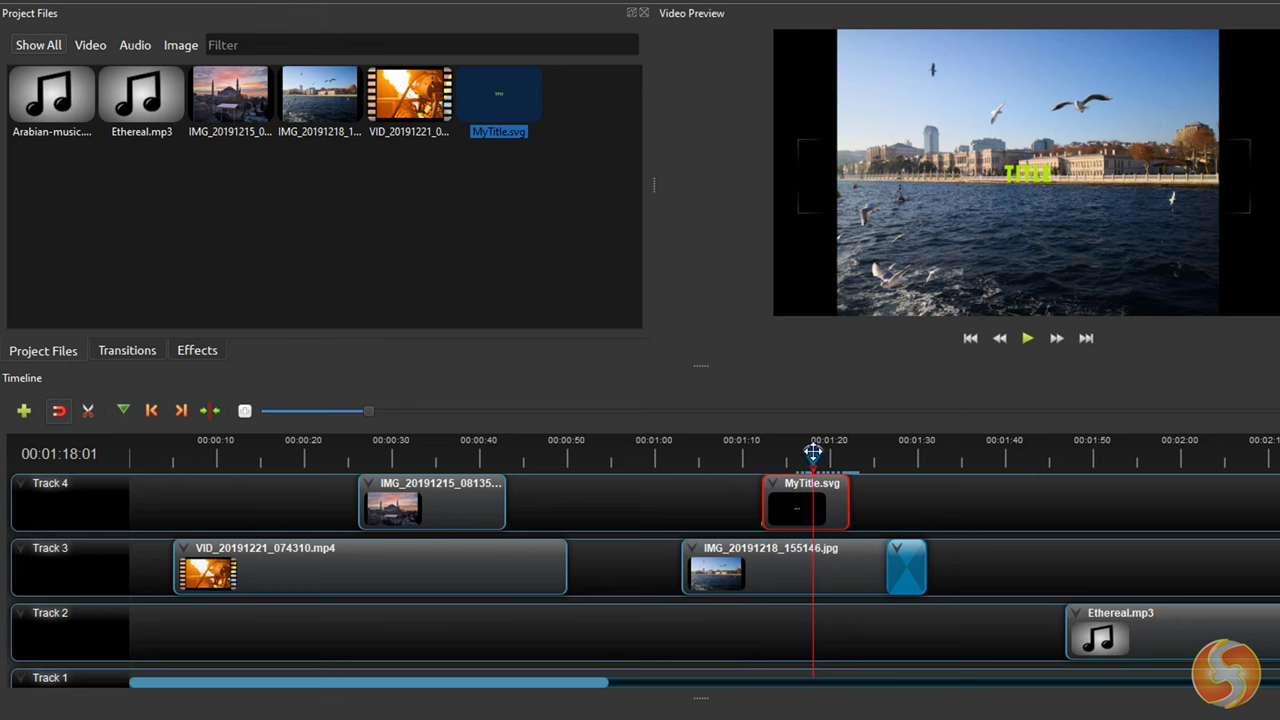 Project Files
Video Preview
Show All Video Audio Image Filter
Arabian-music.... Ethereal.mp3 IMG_20191215_0... IMG_20191218_1... VID_20191221_0... MyTitle.svg
TITLE
Project Files Transitions Effects
Timeline
00:00:10 00:00:20 00:00:30 00:00:40 00:00:50 00:01:00 00:01:10 00:01:20 00:01:30 00:01:40 00:01:50 00:02:00 00:02:1
00:01:18:01
Track 4 IMG_20191215_08135... MyTitle.svg
Track 3 VID_20191221_074310.mp4 IMG_20191218_155146.jpg
Track 2 Ethereal.mp3
Track 1